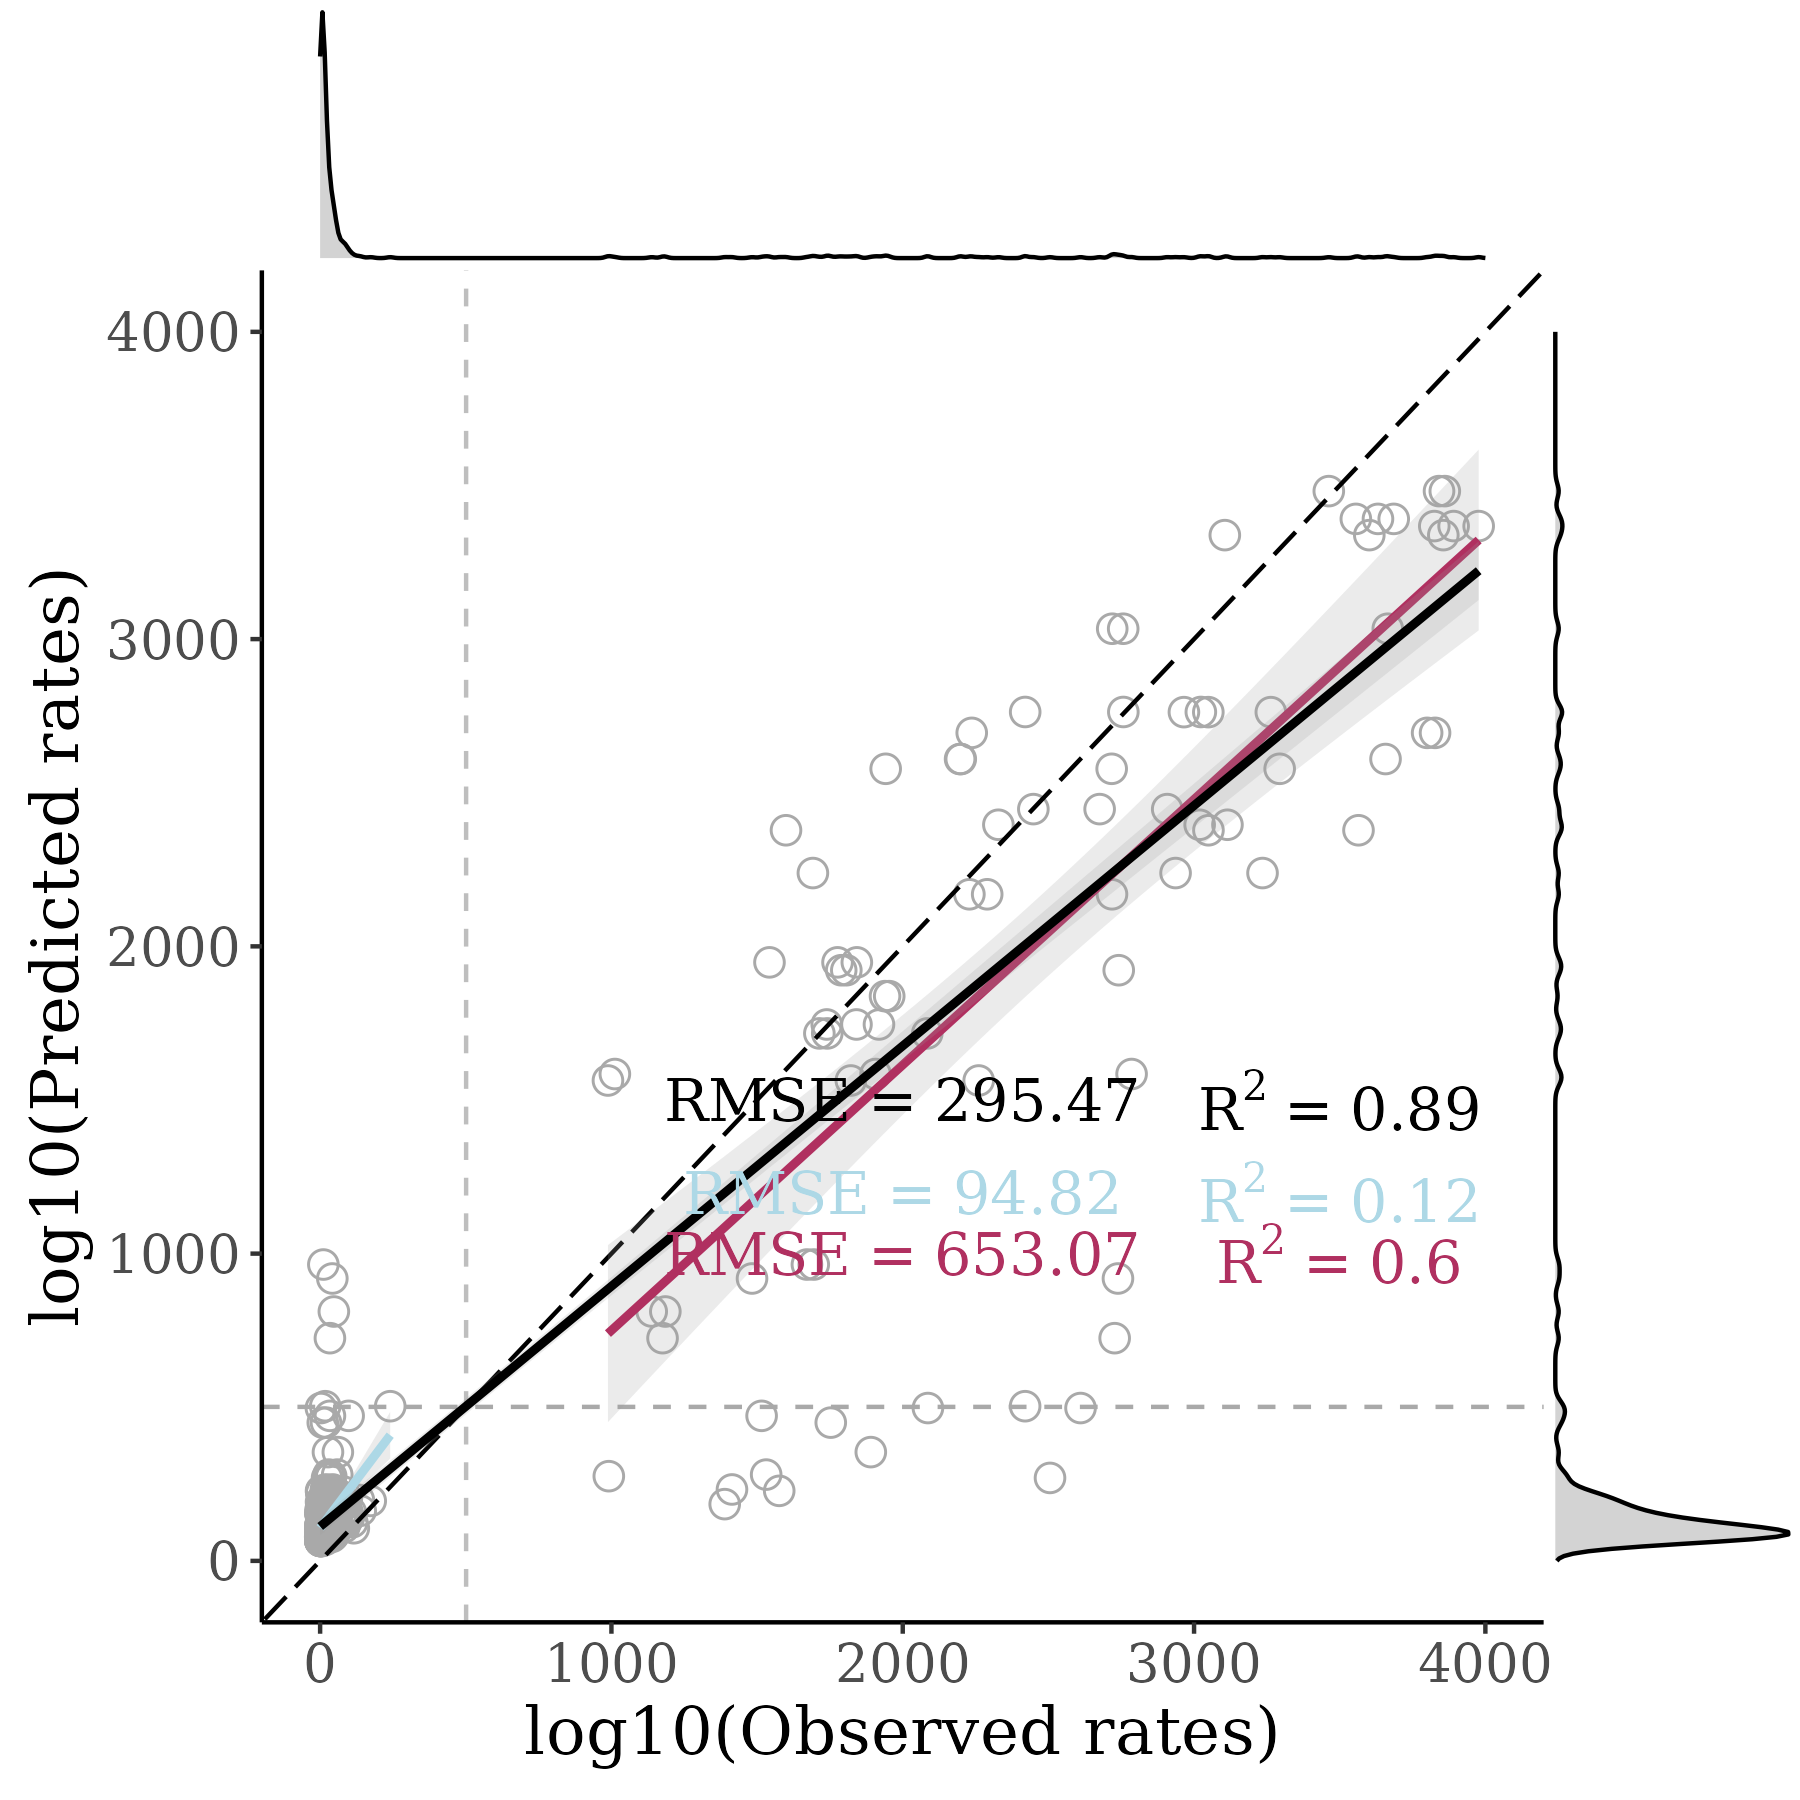 4000
3000
2000
1000
0
log10(Predicted rates)
RMSE = 295.47 R² = 0.89
RMSE = 94.82 R² = 0.12
RMSE = 653.07 R² = 0.6
0 1000 2000 3000 4000
log10(Observed rates)